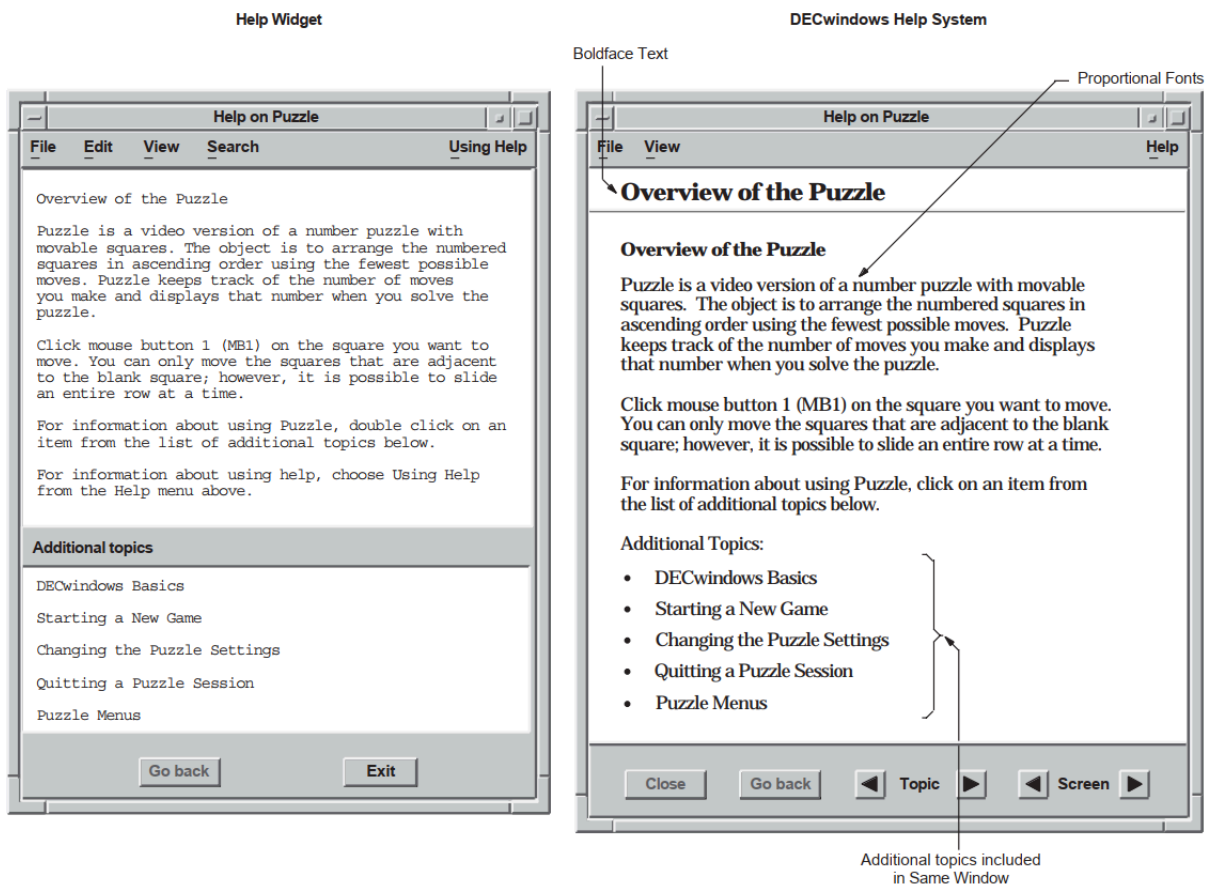 Help Widget
DECwindows Help System
Boldface Text
Proportional Fonts
Help on Puzzle
File Edit View Search Using Help
Overview of the Puzzle
Puzzle is a video version of a number puzzle with
movable squares. The object is to arrange the numbered
squares in ascending order using the fewest possible
moves. Puzzle keeps track of the number of moves
you make and displays that number when you solve the
puzzle.
Click mouse button 1 (MB1) on the square you want to
move. You can only move the squares that are adjacent
to the blank square; however, it is possible to slide
an entire row at a time.
For information about using Puzzle, double click on an
item from the list of additional topics below.
For information about using help, choose Using Help
from the Help menu above.
Additional topics
DECwindows Basics
Starting a New Game
Changing the Puzzle Settings
Quitting a Puzzle Session
Puzzle Menus
Go back Exit
Help on Puzzle
File View Help
Overview of the Puzzle
Overview of the Puzzle
Puzzle is a video version of a number puzzle with movable
squares. The object is to arrange the numbered squares in
ascending order using the fewest possible moves. Puzzle
keeps track of the number of moves you make and displays
that number when you solve the puzzle.
Click mouse button 1 (MB1) on the square you want to move.
You can only move the squares that are adjacent to the blank
square; however, it is possible to slide an entire row at a time.
For information about using Puzzle, click on an item from
the list of additional topics below.
Additional Topics:
• DECwindows Basics
• Starting a New Game
• Changing the Puzzle Settings
• Quitting a Puzzle Session
• Puzzle Menus
Close Go back Topic Screen
Additional topics included
in Same Window